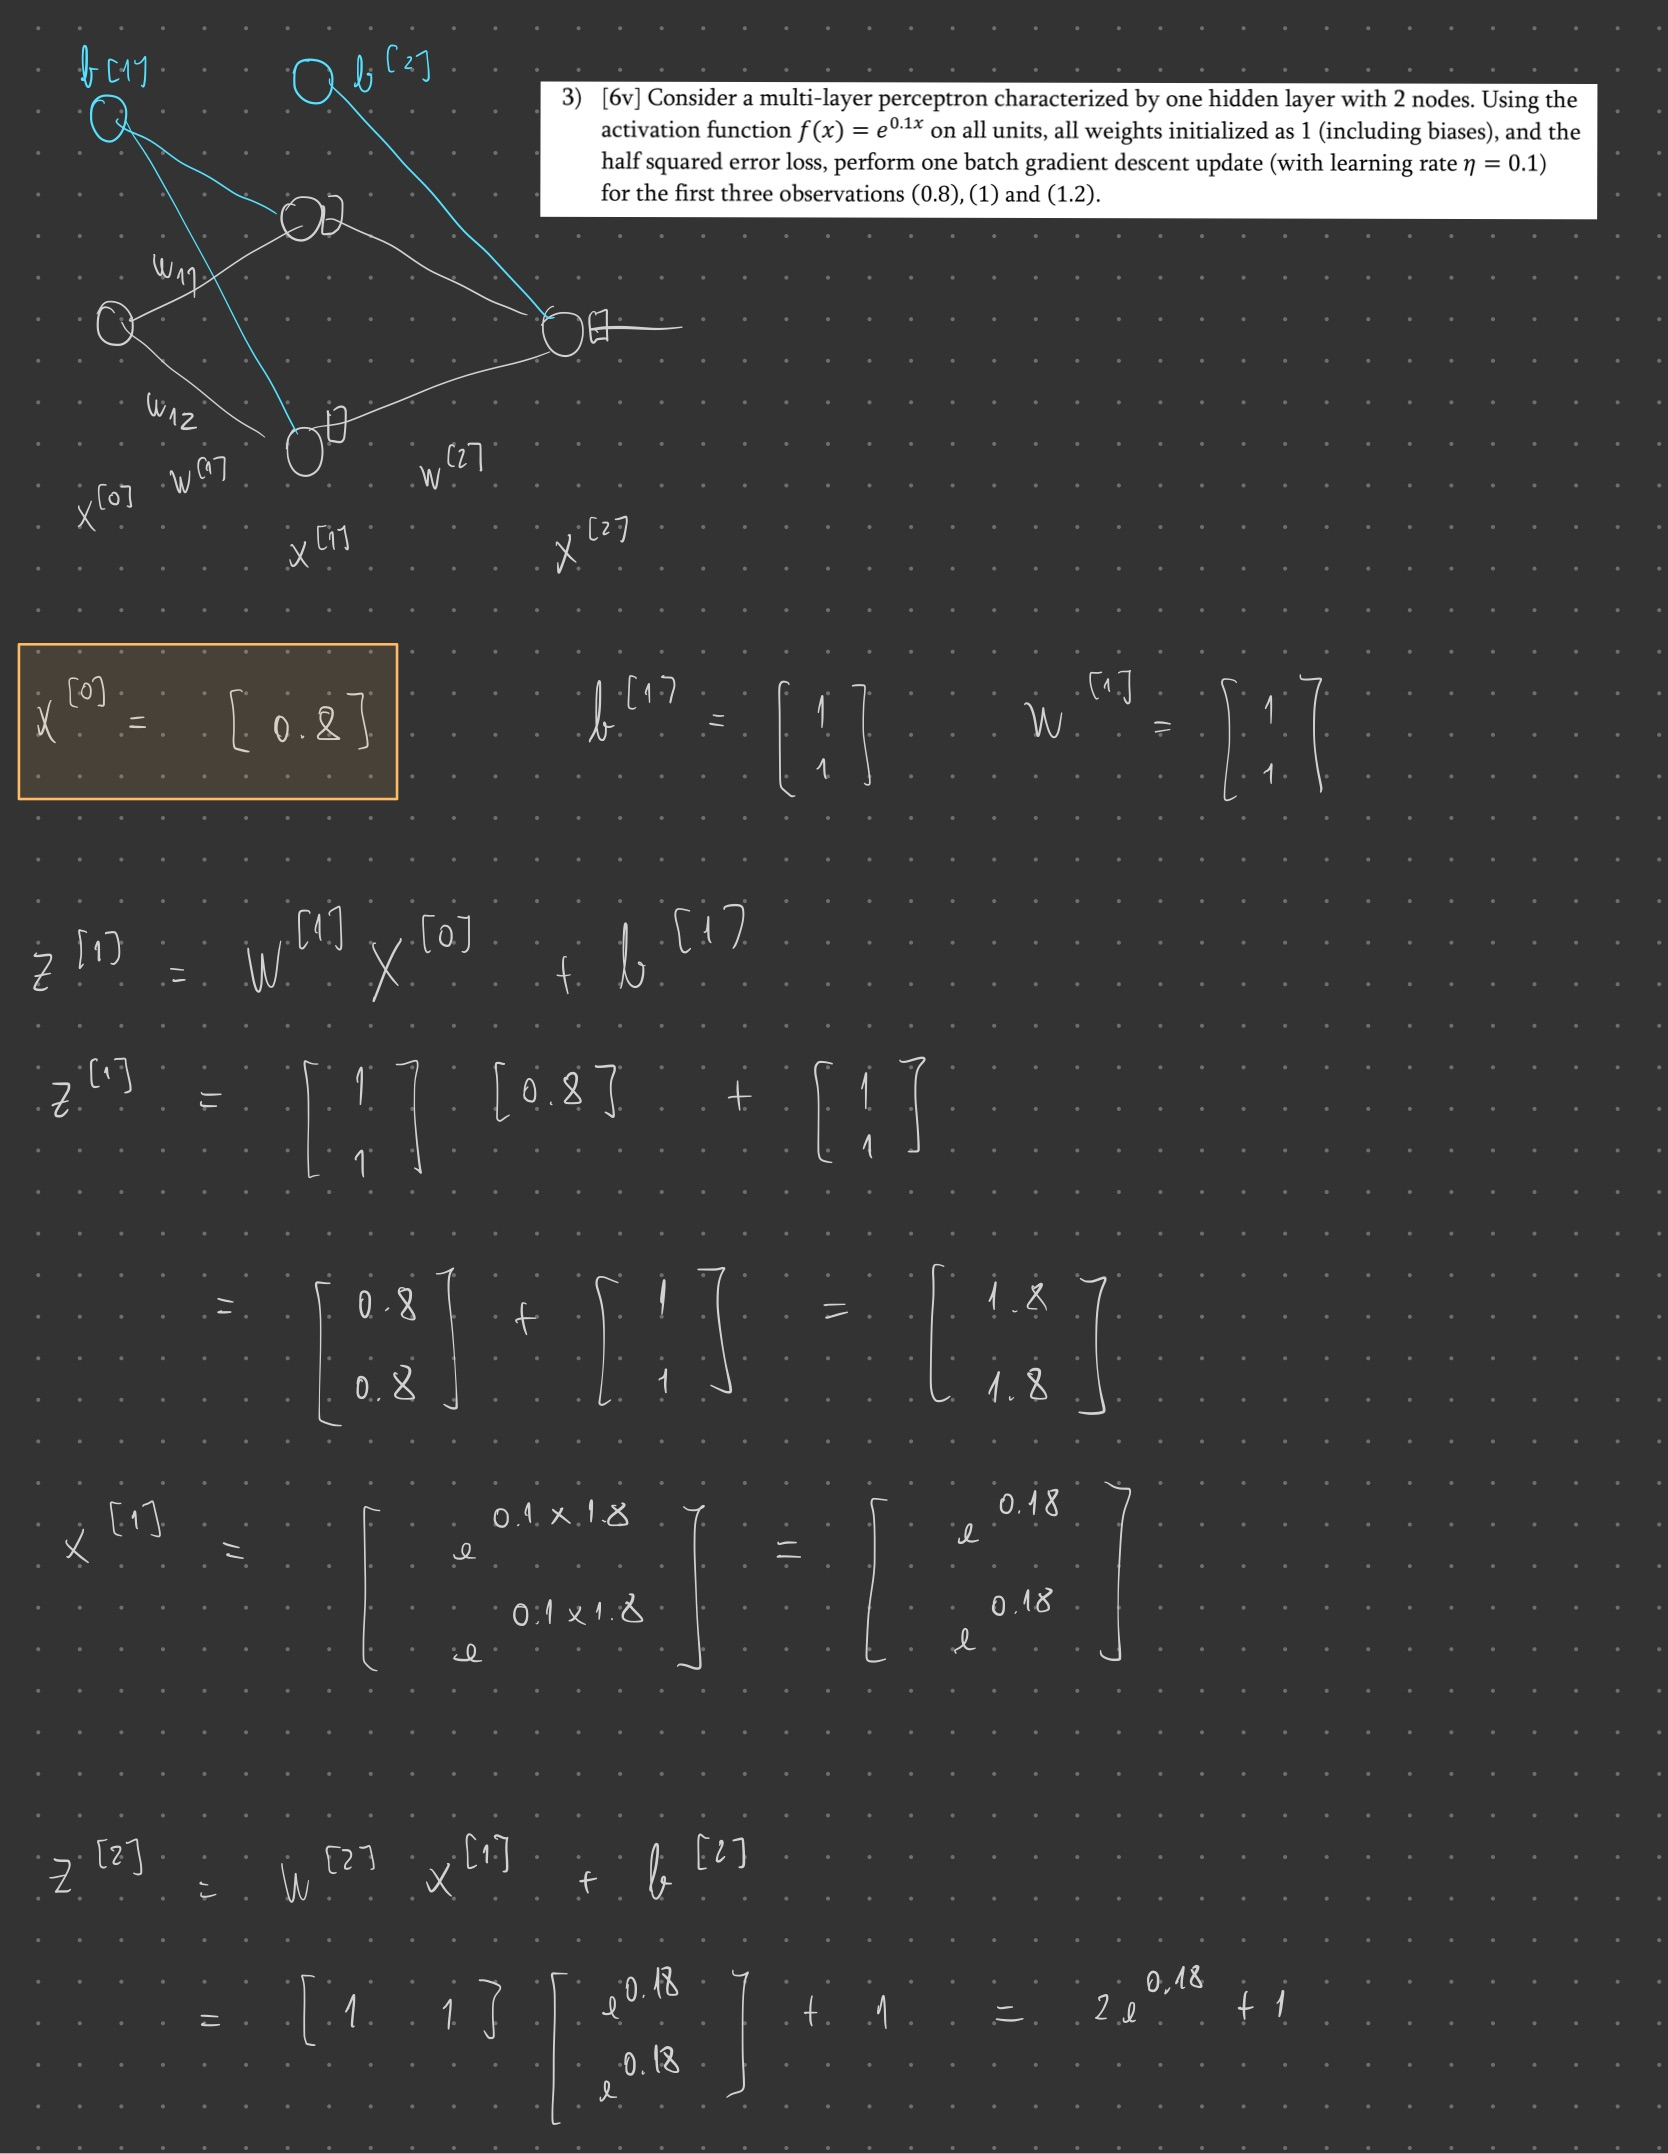 b[1]
b[2]
3) [6v] Consider a multi-layer perceptron characterized by one hidden layer with 2 nodes. Using the
activation function f(x) = e^{0.1x} on all units, all weights initialized as 1 (including biases), and the
half squared error loss, perform one batch gradient descent update (with learning rate η = 0.1)
for the first three observations (0.8), (1) and (1.2).
w11
w12
x[0] w[1] w[2]
x[1] x[2]
x[0] = [0.8] b[1] = [1 1] W[1] = [1 1]
z[1] = W[1] X[0] + b[1]
z[1] = [1 1] [0.8] + [1 1]
= [0.8 0.8] + [1 1] = [1.8 1.8]
x[1] = [e^{0.1 x 1.8} e^{0.1 x 1.8}] = [e^{0.18} e^{0.18}]
z[2] = W[2] x[1] + b[2]
= [1 1] [e^{0.18} e^{0.18}] + 1 = 2e^{0.18} + 1